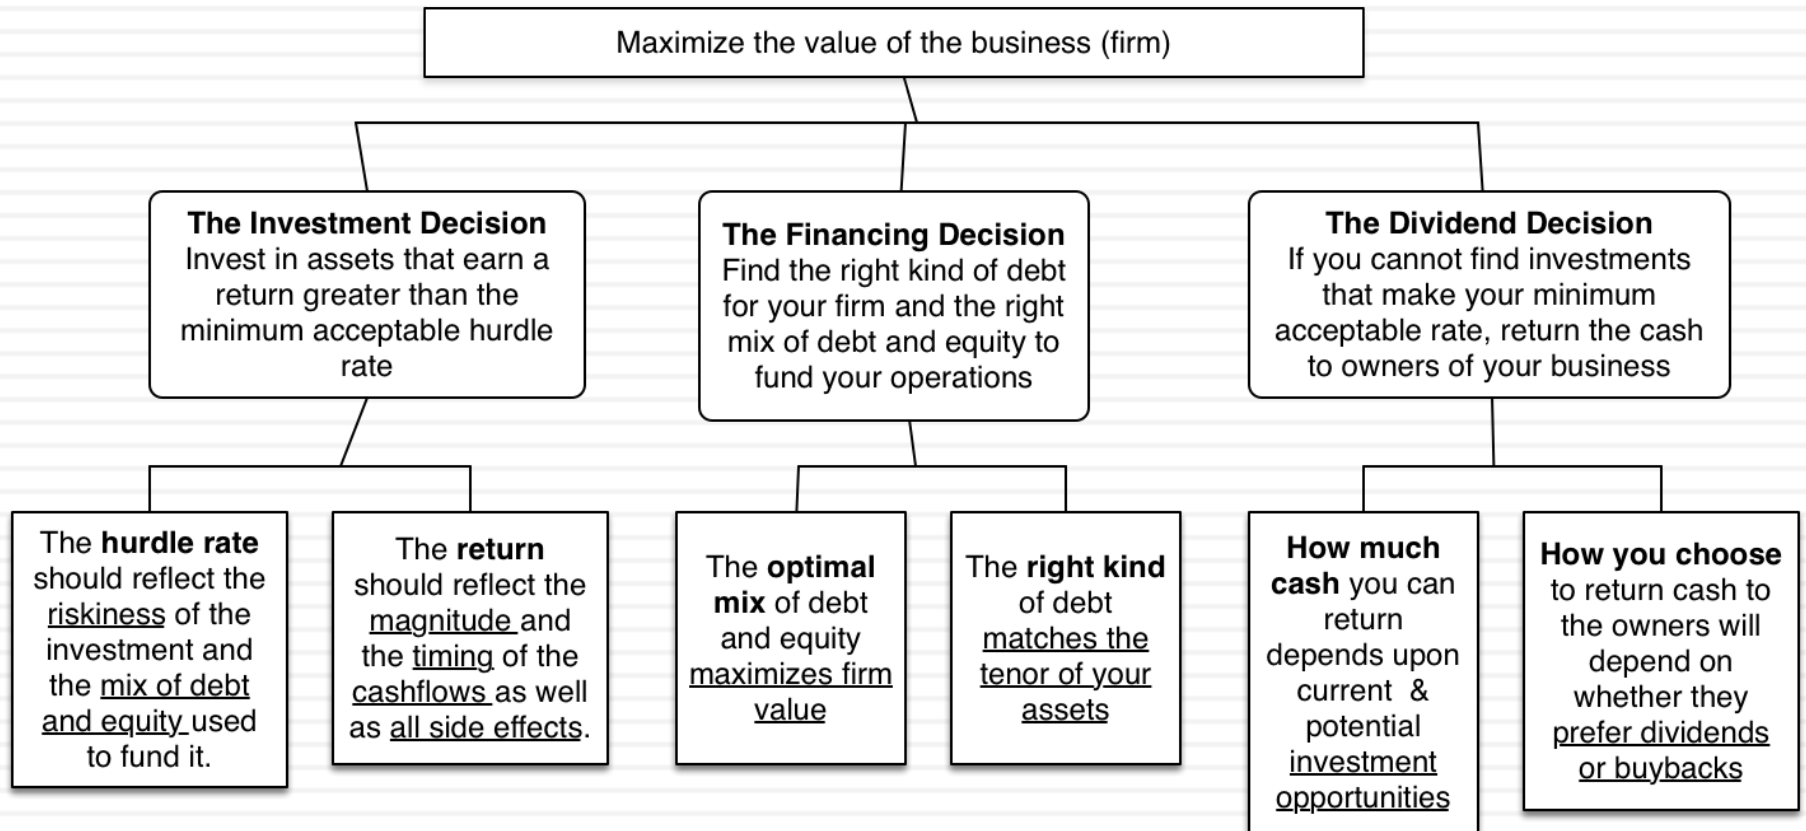 Maximize the value of the business (firm)
The Investment Decision
Invest in assets that earn a
return greater than the
minimum acceptable hurdle
rate
The Financing Decision
Find the right kind of debt
for your firm and the right
mix of debt and equity to
fund your operations
The Dividend Decision
If you cannot find investments
that make your minimum
acceptable rate, return the cash
to owners of your business
The hurdle rate
should reflect the
riskiness of the
investment and
the mix of debt
and equity used
to fund it.
The return
should reflect the
magnitude and
the timing of the
cashflows as well
as all side effects.
The optimal
mix of debt
and equity
maximizes firm
value
The right kind
of debt
matches the
tenor of your
assets
How much
cash you can
return
depends upon
current & 
potential
investment
opportunities
How you choose
to return cash to
the owners will
depend on
whether they
prefer dividends
or buybacks